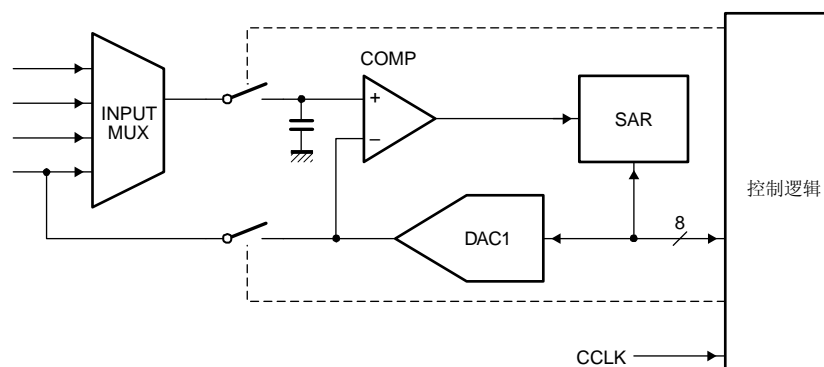 COMP
INPUT
MUX
+
−
SAR
控制逻辑
DAC1
8
CCLK